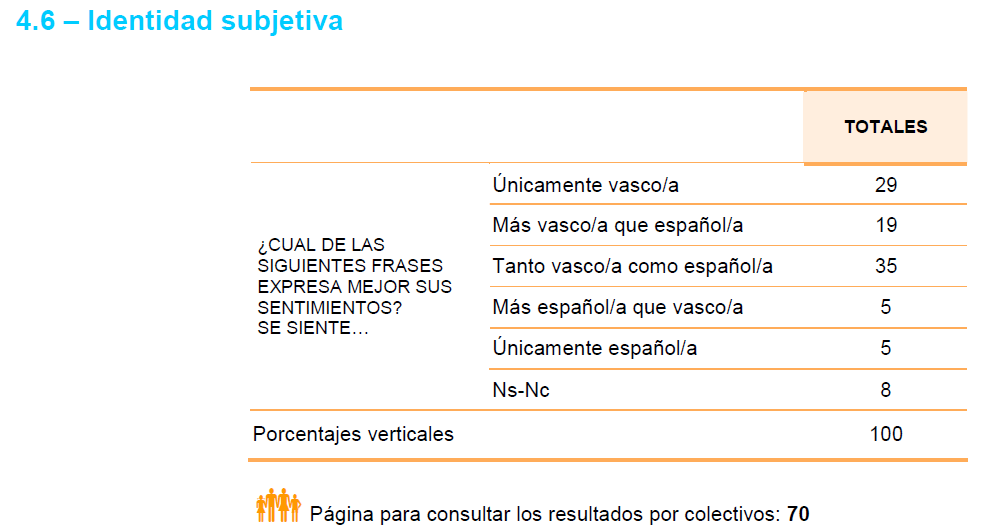 4.6 – Identidad subjetiva
TOTALES
¿CUAL DE LAS
SIGUIENTES FRASES
EXPRESA MEJOR SUS
SENTIMIENTOS?
SE SIENTE…
Únicamente vasco/a 29
Más vasco/a que español/a 19
Tanto vasco/a como español/a 35
Más español/a que vasco/a 5
Únicamente español/a 5
Ns-Nc 8
Porcentajes verticales 100
Página para consultar los resultados por colectivos: 70